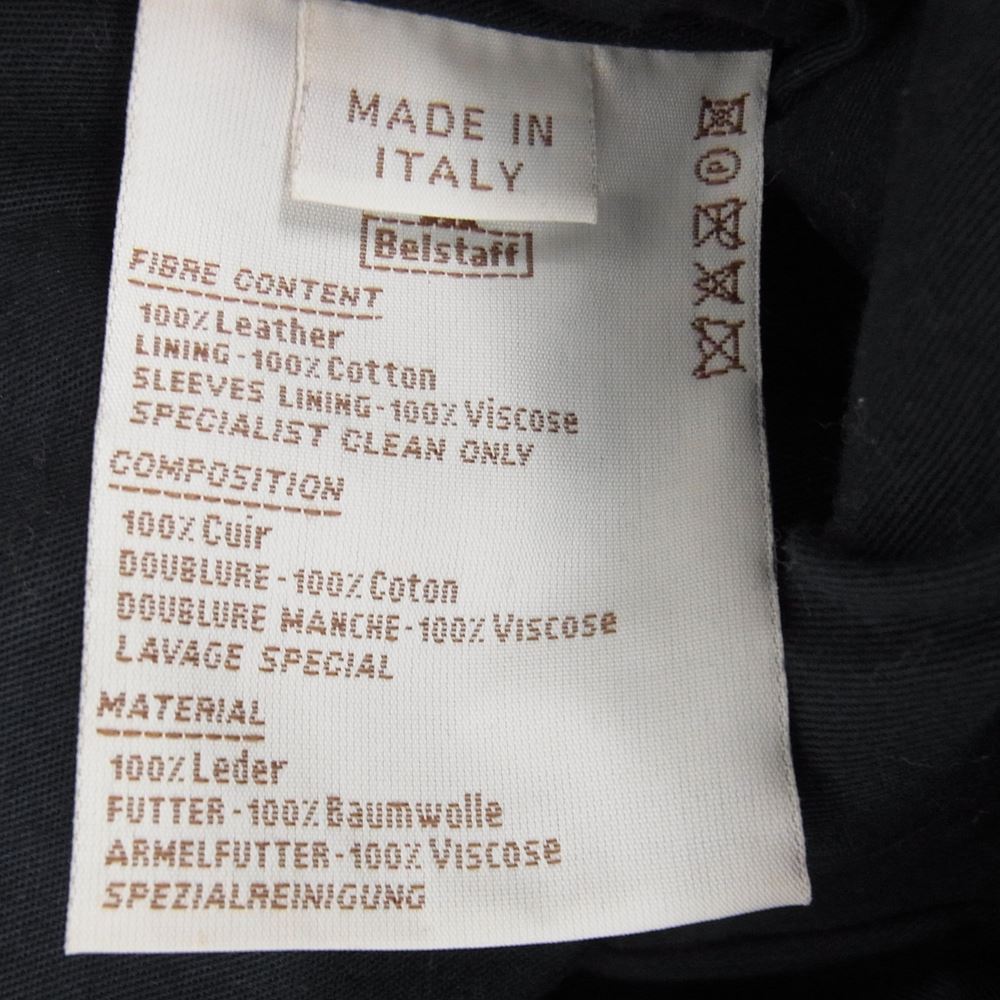 MADE IN
ITALY
Belstaff
FIBRE CONTENT
100% Leather
LINING-100% Cotton
SLEEVES LINING-100% Viscose
SPECIALIST CLEAN ONLY
COMPOSITION
100% Cuir
DOUBLURE-100% Coton
DOUBLURE MANCHE-100% Viscose
LAVAGE SPECIAL
MATERIAL
100% Leder
FUTTER-100% Baumwolle
ARMELFUTTER-100% Viscose
SPEZIALREINIGUNG
P